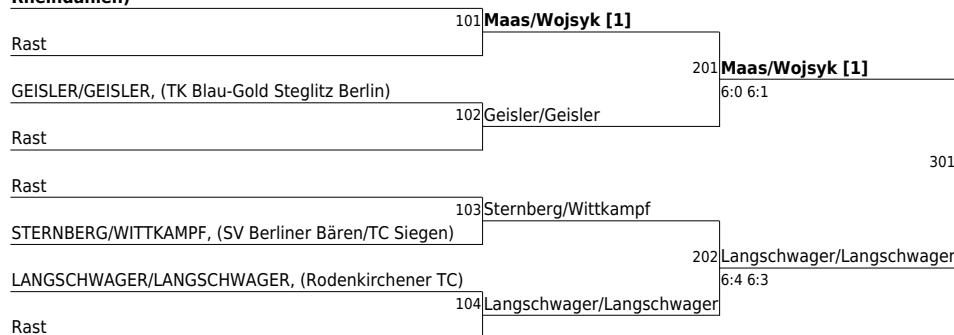 Rheindahlen)
101 Maas/Wojsyk [1]
Rast
201 Maas/Wojsyk [1]
GEISLER/GEISLER, (TK Blau-Gold Steglitz Berlin)
6:0 6:1
102 Geisler/Geisler
Rast
301
Rast
103 Sternberg/Wittkampf
STERNBERG/WITTKAMPF, (SV Berliner Bären/TC Siegen)
202 Langschwager/Langschwager
LANGSCHWAGER/LANGSCHWAGER, (Rodenkirchener TC)
6:4 6:3
104 Langschwager/Langschwager
Rast